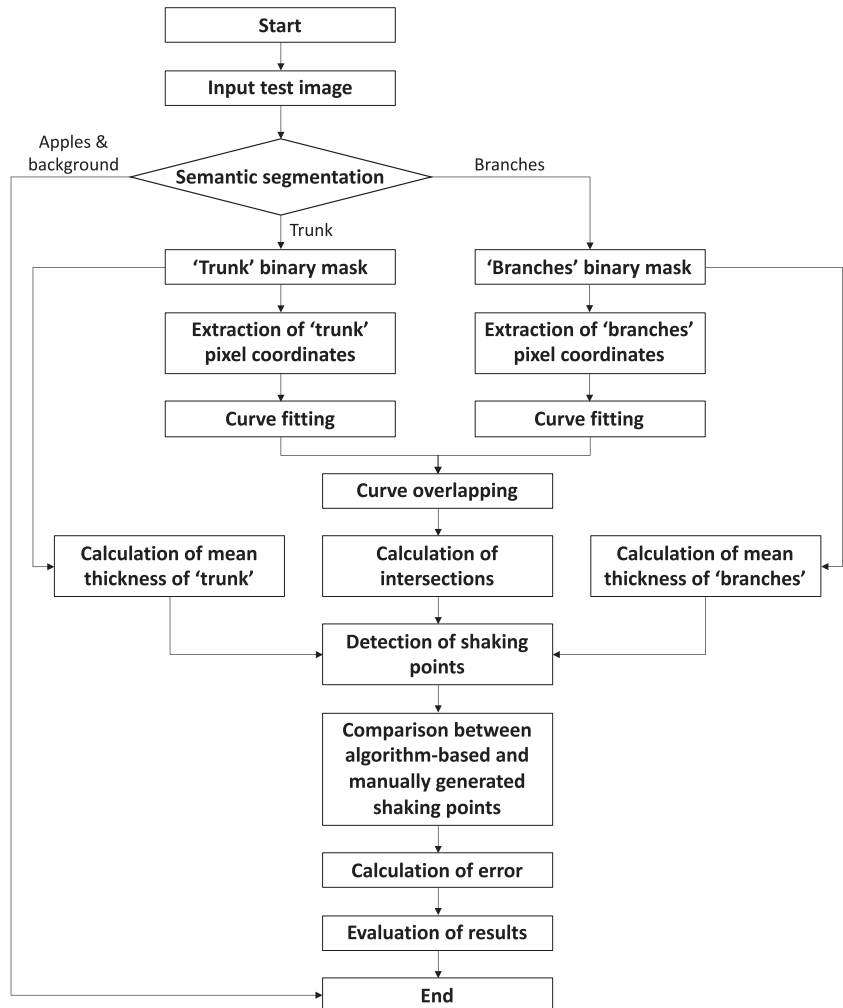 Start
Input test image
Apples &
background
Semantic segmentation
Branches
Trunk
‘Trunk’ binary mask
‘Branches’ binary mask
Extraction of ‘trunk’
pixel coordinates
Extraction of ‘branches’
pixel coordinates
Curve fitting
Curve fitting
Curve overlapping
Calculation of mean
thickness of ‘trunk’
Calculation of
intersections
Calculation of mean
thickness of ‘branches’
Detection of shaking
points
Comparison between
algorithm-based and
manually generated
shaking points
Calculation of error
Evaluation of results
End